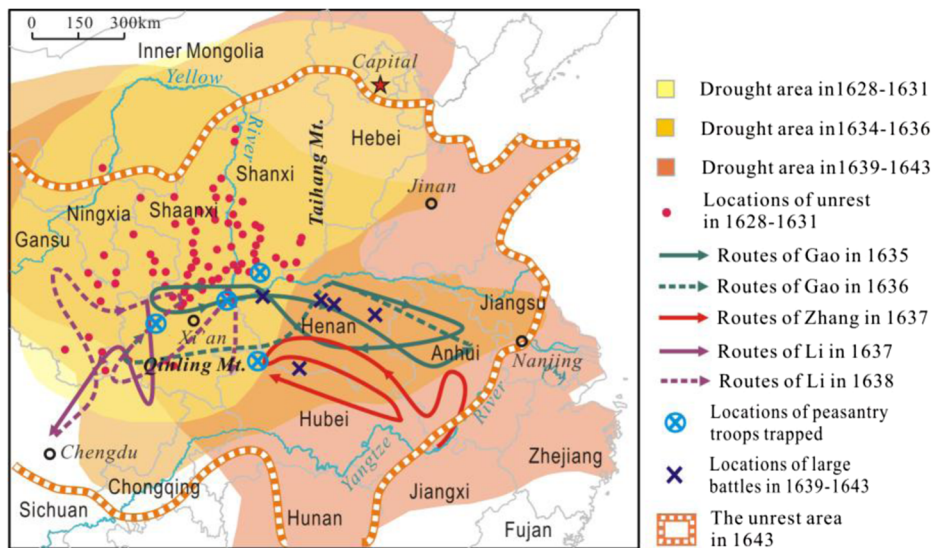 0 150 300km
Inner Mongolia
Capital
Yellow
River
Hebei
Shanxi
Taihang Mt.
Jinan
Ningxia
Shaanxi
Gansu
Jiangsu
Henan
Xi'an
Anhui
Qinling Mt.
Nanjing
Hubei
River
Yangtze
Chengdu
Zhejiang
Chongqing
Jiangxi
Sichuan
Hunan
Fujan
Drought area in1628-1631
Drought area in1634-1636
Drought area in1639-1643
Locations of unrest
in 1628-1631
Routes of Gao in 1635
Routes of Gao in 1636
Routes of Zhang in 1637
Routes of Li in 1637
Routes of Li in 1638
Locations of peasantry
troops trapped
Locations of large
battles in 1639-1643
The unrest area
in 1643